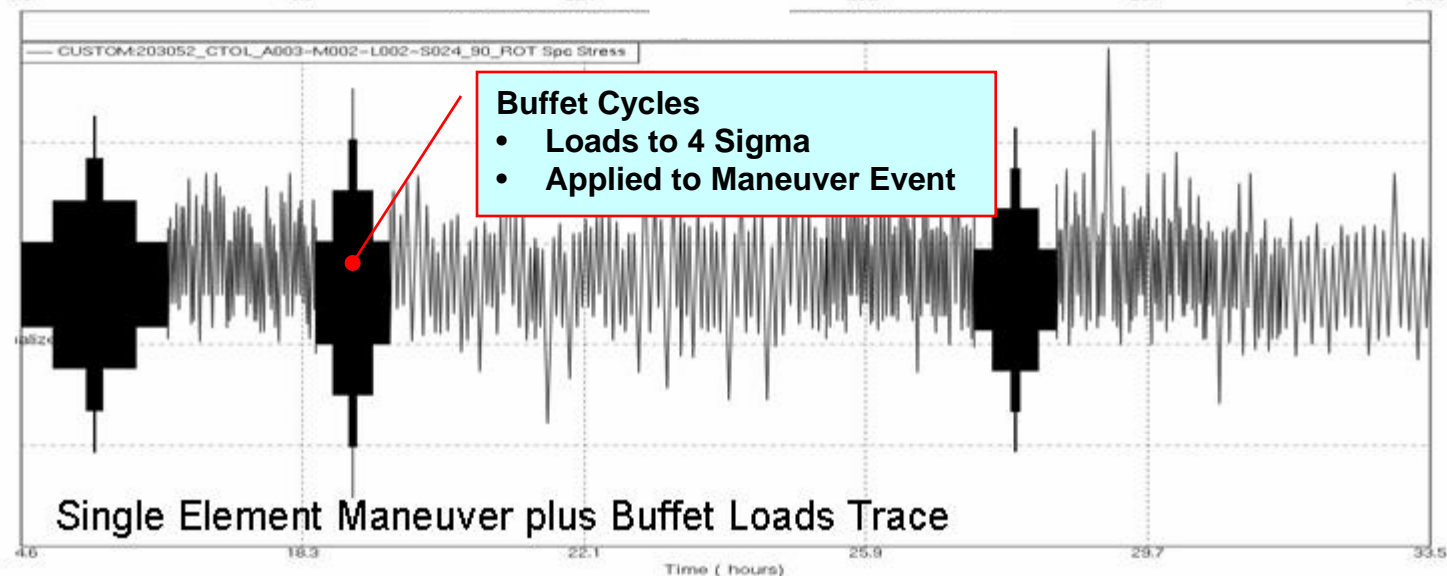 CUSTOM:203052_CTOL_A003-M002-L002-S024_90_ROT Spc Stress
Buffet Cycles
• Loads to 4 Sigma
• Applied to Maneuver Event
Single Element Maneuver plus Buffet Loads Trace
4.6 18.3 22.1 25.9 29.7 33.5
Time ( hours)